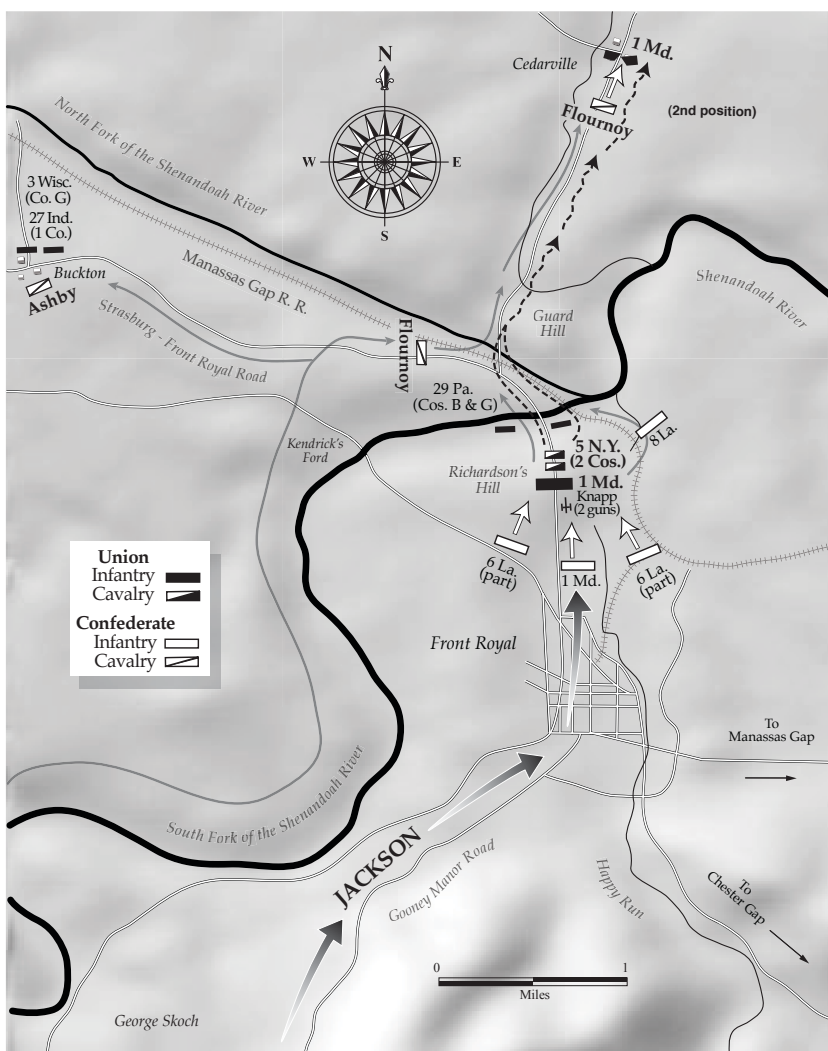 1 Md.
Cedarville
Flournoy
(2nd position)
N
W
E
S
North Fork of the Shenandoah River
3 Wisc.
(Co. G)
27 Ind.
(1 Co.)
Buckton
Ashby
Manassas Gap R. R.
Strasburg - Front Royal Road
Shenandoah River
Guard
Hill
Flournoy
29 Pa.
(Cos. B & G)
8 La.
Kendrick's
Ford
5 N.Y.
(2 Cos.)
Richardson's
Hill
1 Md.
Knapp
(2 guns)
6 La.
(part)
1 Md.
6 La.
(part)
Union
Infantry
Cavalry
Confederate
Infantry
Cavalry
Front Royal
To
Manassas Gap
South Fork of the Shenandoah River
JACKSON
Gooney Manor Road
Happy Run
To
Chester Gap
0
1
Miles
George Skoch